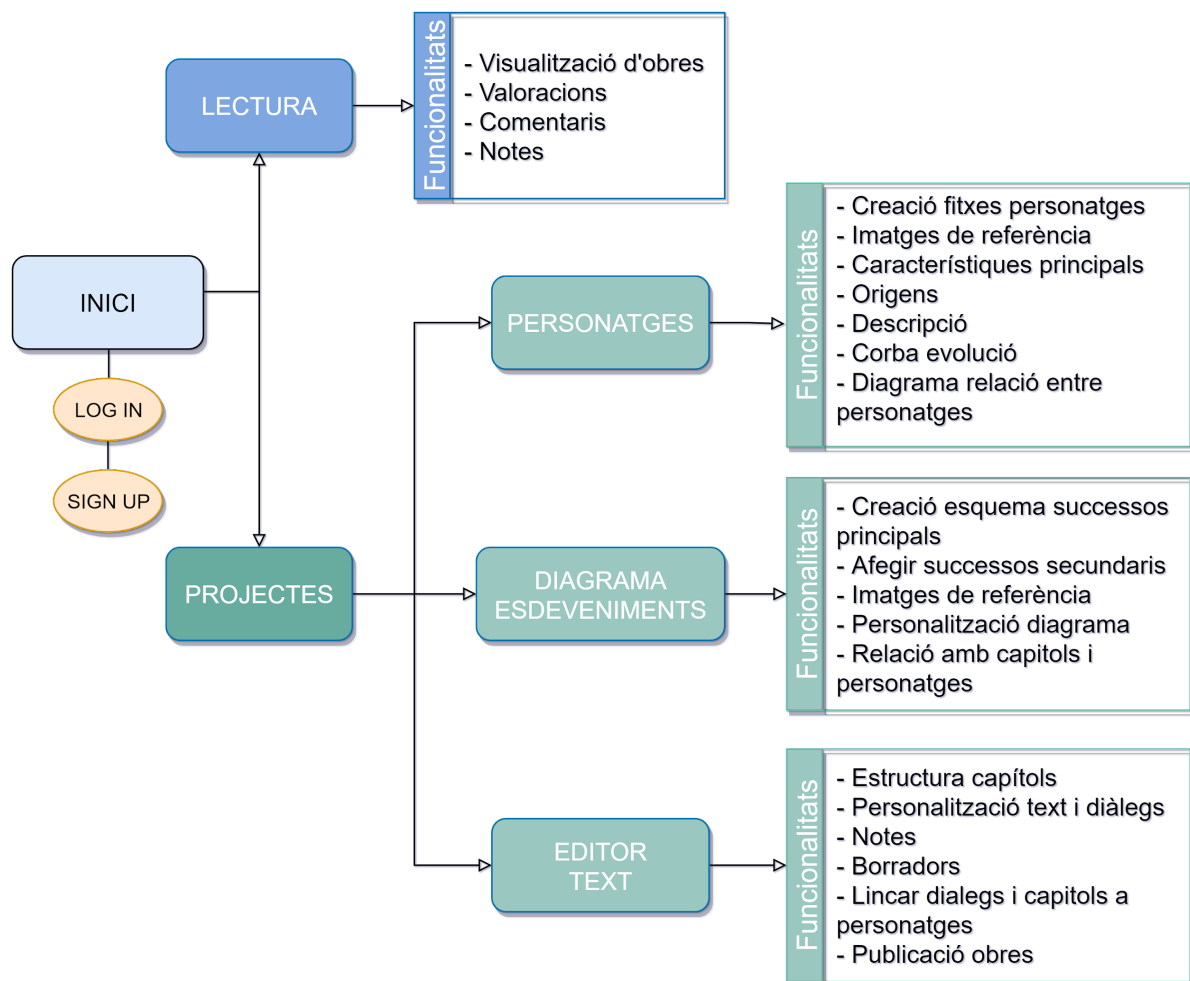 LECTURA
Funcionalitats
- Visualització d'obres
- Valoracions
- Comentaris
- Notes
INICI
LOG IN
SIGN UP
PROJECTES
PERSONATGES
Funcionalitats
- Creació fitxes personatges
- Imatges de referència
- Característiques principals
- Origens
- Descripció
- Corba evolució
- Diagrama relació entre
personatges
DIAGRAMA
ESDEVENIMENTS
Funcionalitats
- Creació esquema successos
principals
- Afegir successos secundaris
- Imatges de referència
- Personalització diagrama
- Relació amb capitols i
personatges
EDITOR
TEXT
Funcionalitats
- Estructura capítols
- Personalització text i diàlegs
- Notes
- Borradors
- Lincar dialegs i capitols a
personatges
- Publicació obres